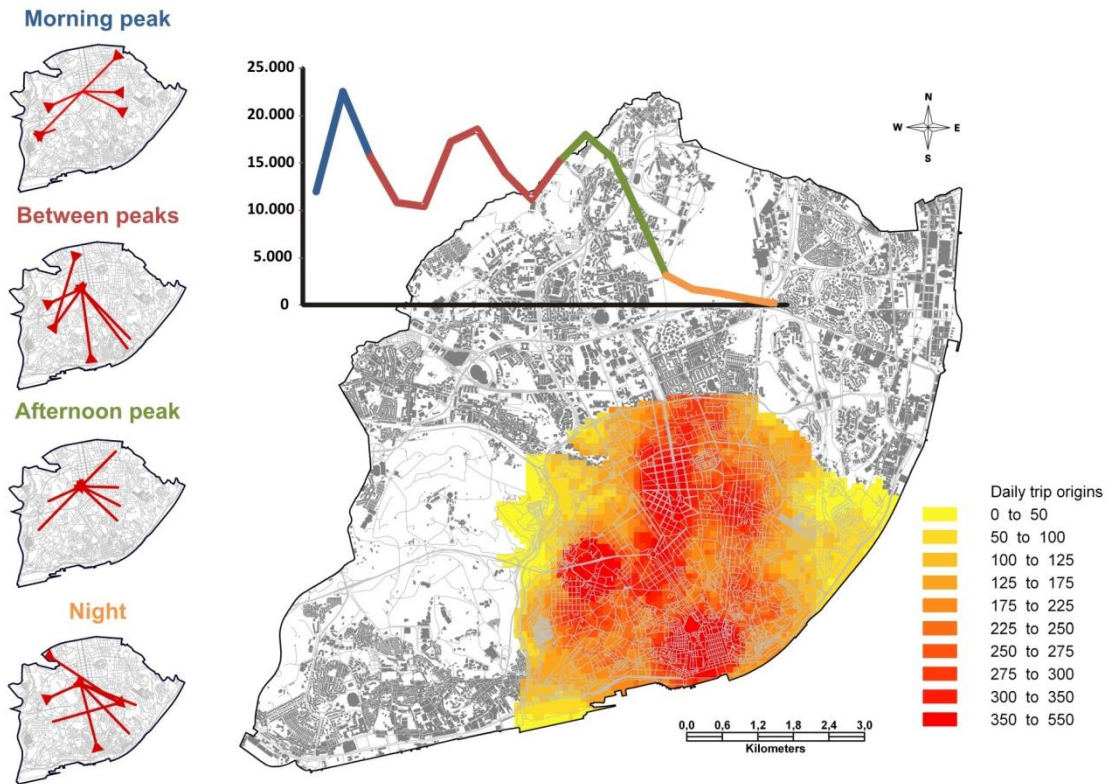 Morning peak
Between peaks
Afternoon peak
Night
25.000
20.000
15.000
10.000
5.000
0
N
W E
S
Daily trip origins
0 to 50
50 to 100
100 to 125
125 to 175
175 to 225
225 to 250
250 to 275
275 to 300
300 to 350
350 to 550
0,0 0,6 1,2 1,8 2,4 3,0
Kilometers